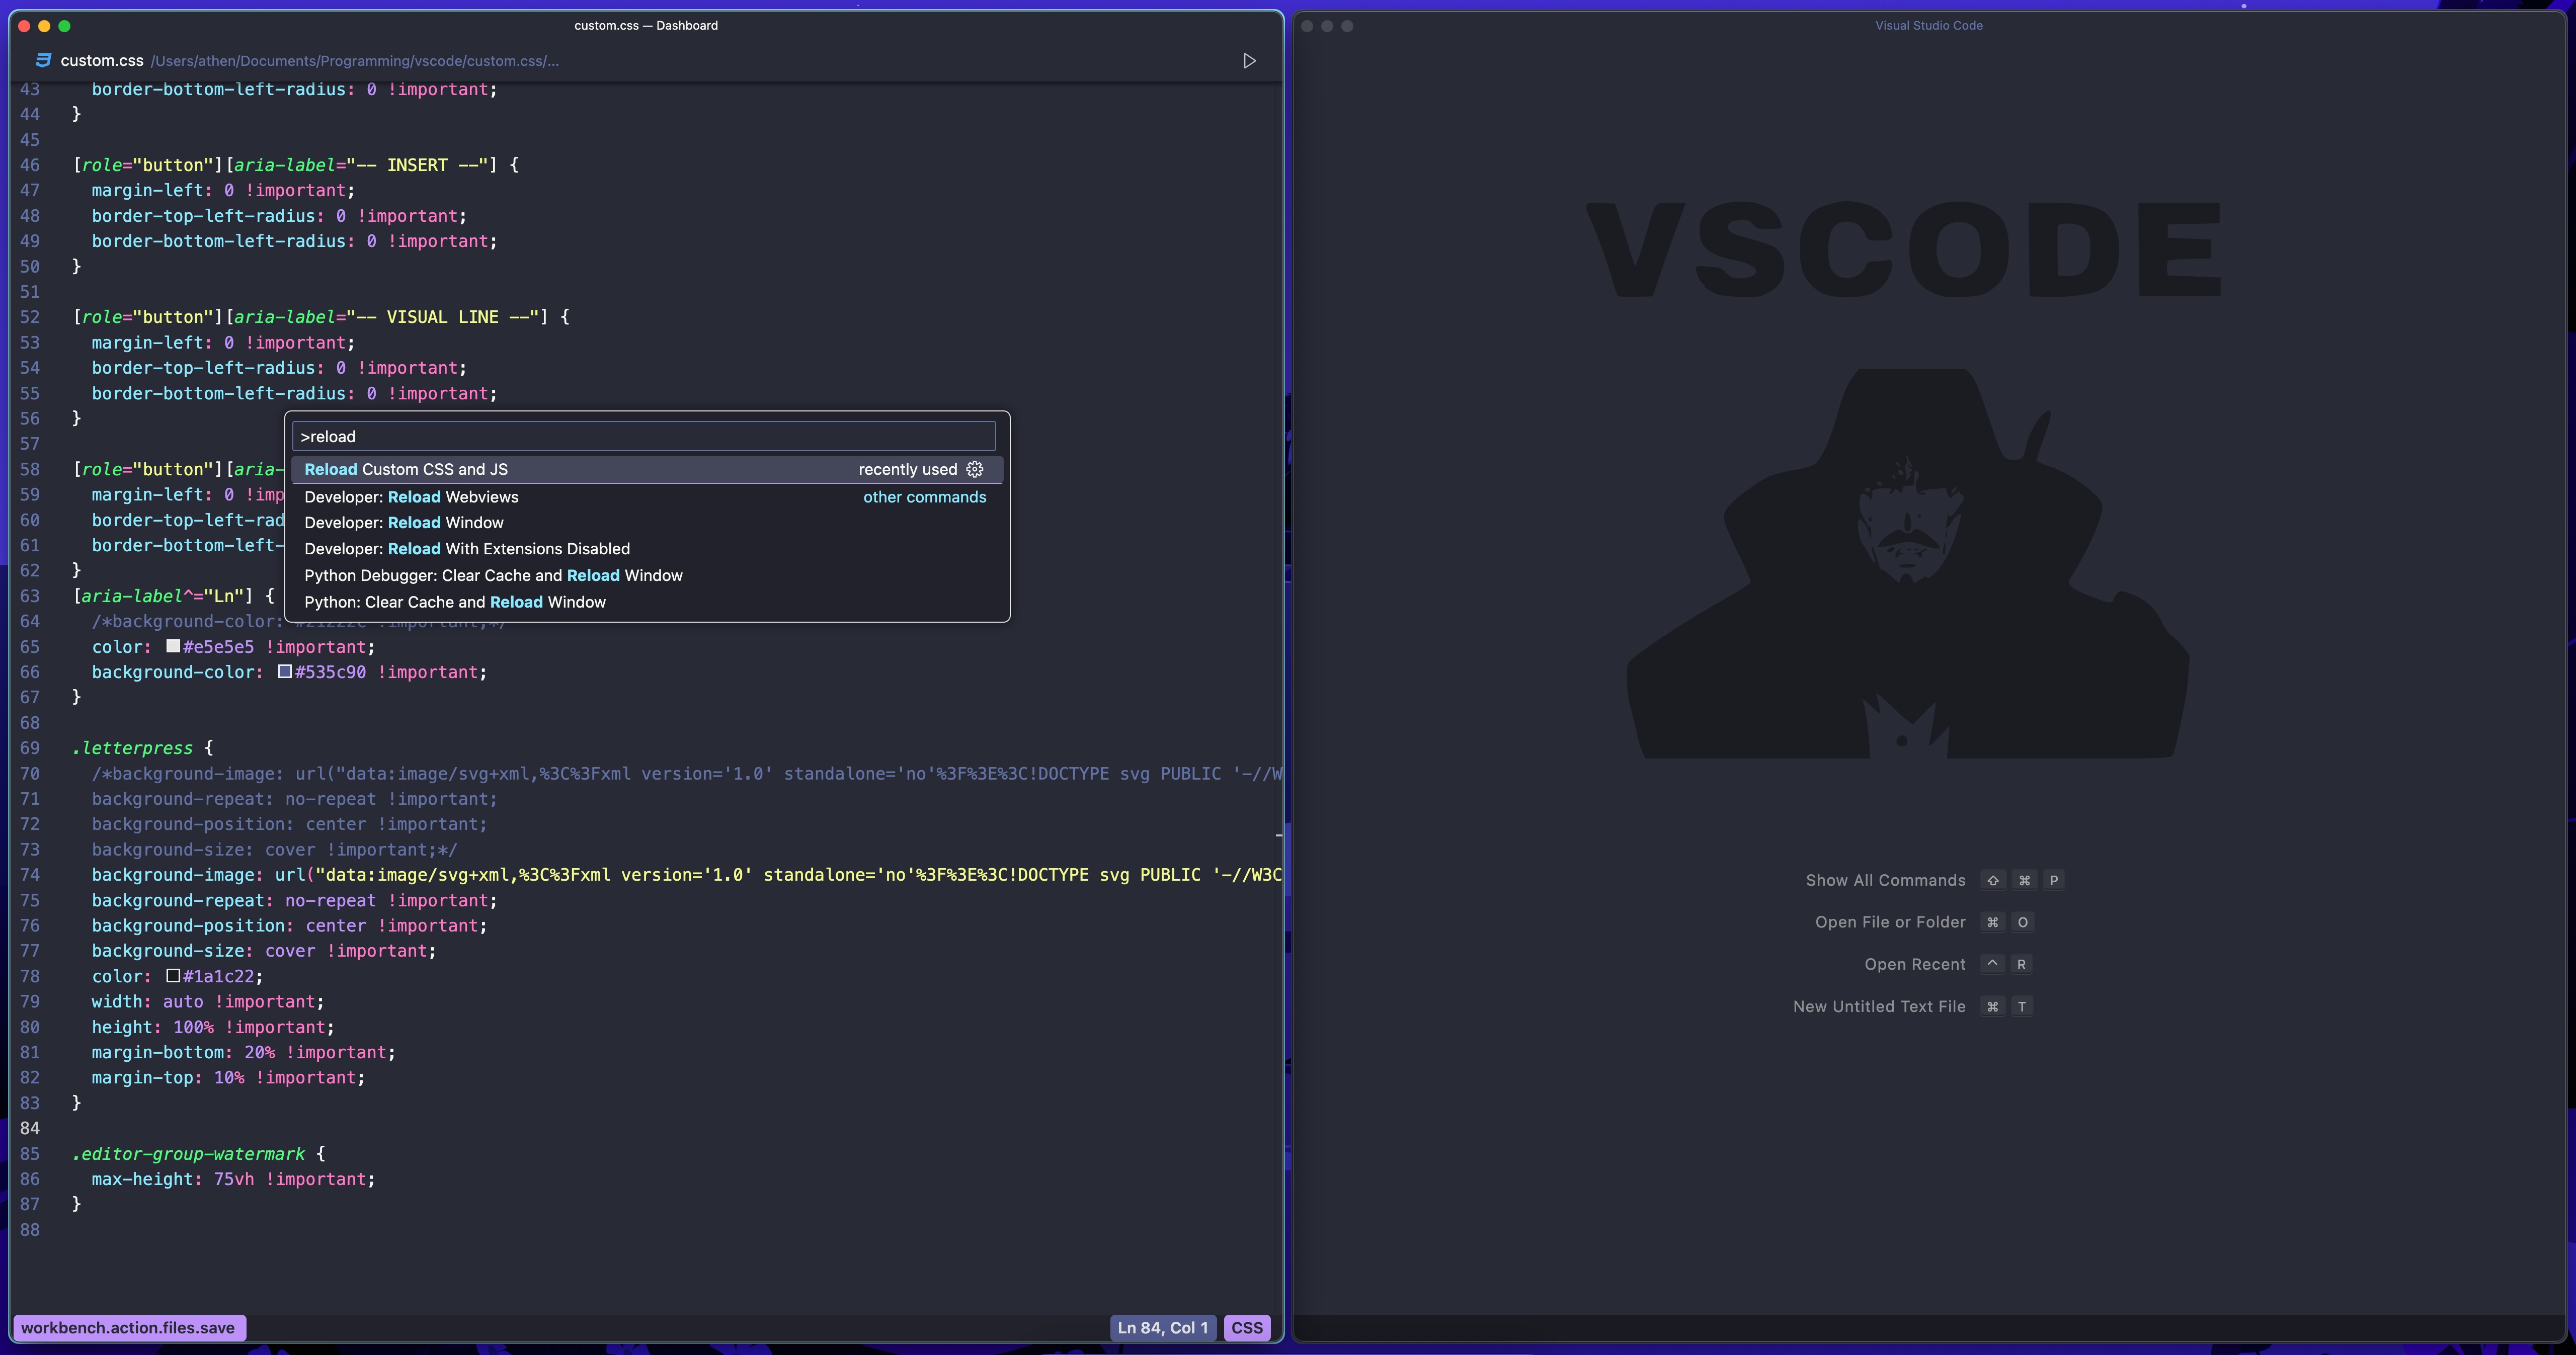 custom.css — Dashboard
custom.css /Users/athen/Documents/Programming/vscode/custom.css/...
43 border-bottom-left-radius: 0 !important;
44 }
45
46 [role="button"][aria-label="-- INSERT --"] {
47 margin-left: 0 !important;
48 border-top-left-radius: 0 !important;
49 border-bottom-left-radius: 0 !important;
50 }
51
52 [role="button"][aria-label="-- VISUAL LINE --"] {
53 margin-left: 0 !important;
54 border-top-left-radius: 0 !important;
55 border-bottom-left-radius: 0 !important;
56 }
57
58 [role="button"][aria-
59 margin-left: 0 !imp
60 border-top-left-rad
61 border-bottom-left-
62 }
63 [aria-label^="Ln"] {
64 /*background-color: #21222C !important;*/
65 color: #e5e5e5 !important;
66 background-color: #535c90 !important;
67 }
68
69 .letterpress {
70 /*background-image: url("data:image/svg+xml,%3C%3Fxml version='1.0' standalone='no'%3F%3E%3C!DOCTYPE svg PUBLIC '-//W
71 background-repeat: no-repeat !important;
72 background-position: center !important;
73 background-size: cover !important;*/
74 background-image: url("data:image/svg+xml,%3C%3Fxml version='1.0' standalone='no'%3F%3E%3C!DOCTYPE svg PUBLIC '-//W3C
75 background-repeat: no-repeat !important;
76 background-position: center !important;
77 background-size: cover !important;
78 color: #1a1c22;
79 width: auto !important;
80 height: 100% !important;
81 margin-bottom: 20% !important;
82 margin-top: 10% !important;
83 }
84
85 .editor-group-watermark {
86 max-height: 75vh !important;
87 }
88
>reload
Reload Custom CSS and JS recently used
Developer: Reload Webviews other commands
Developer: Reload Window
Developer: Reload With Extensions Disabled
Python Debugger: Clear Cache and Reload Window
Python: Clear Cache and Reload Window
workbench.action.files.save Ln 84, Col 1 CSS
Visual Studio Code
VSCODE
Show All Commands ⇧ ⌘ P
Open File or Folder ⌘ O
Open Recent ^ R
New Untitled Text File ⌘ T